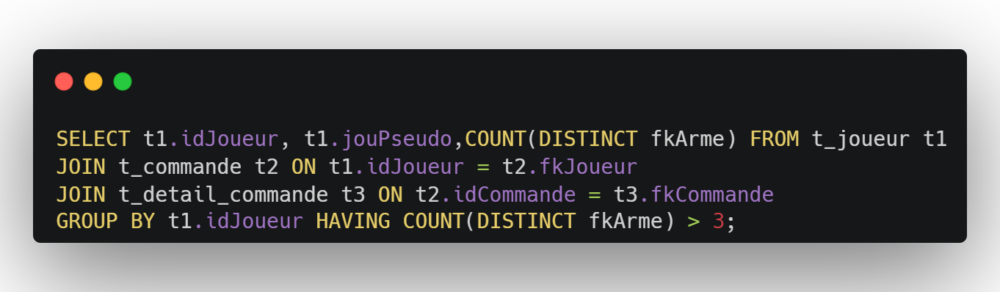 SELECT t1.idJoueur, t1.jouPseudo,COUNT(DISTINCT fkArme) FROM t_joueur t1
JOIN t_commande t2 ON t1.idJoueur = t2.fkJoueur
JOIN t_detail_commande t3 ON t2.idCommande = t3.fkCommande
GROUP BY t1.idJoueur HAVING COUNT(DISTINCT fkArme) > 3;